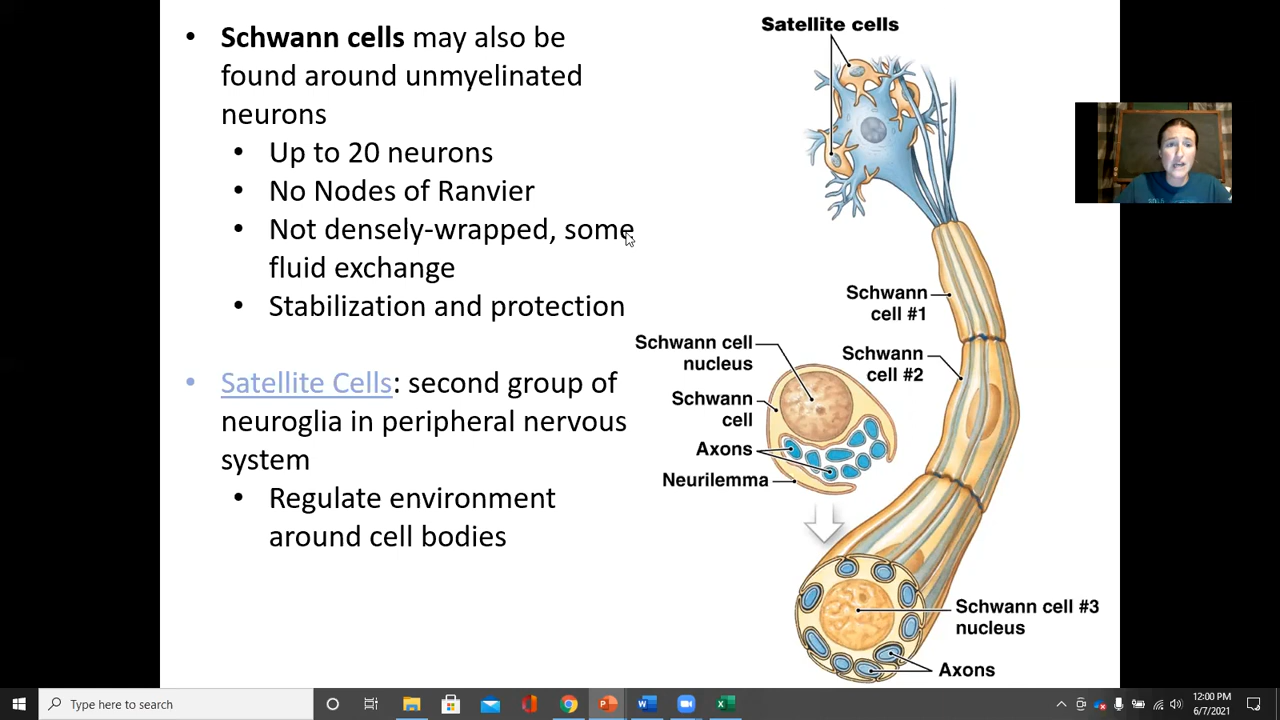 • Schwann cells may also be
found around unmyelinated
neurons
• Up to 20 neurons
• No Nodes of Ranvier
• Not densely-wrapped, some
fluid exchange
• Stabilization and protection
• Satellite Cells: second group of
neuroglia in peripheral nervous
system
• Regulate environment
around cell bodies
Satellite cells
Schwann
cell #1
Schwann
cell #2
Schwann cell
nucleus
Schwann
cell
Axons
Neurilemma
Schwann cell #3
nucleus
Axons
Type here to search
12:00 PM
6/7/2021